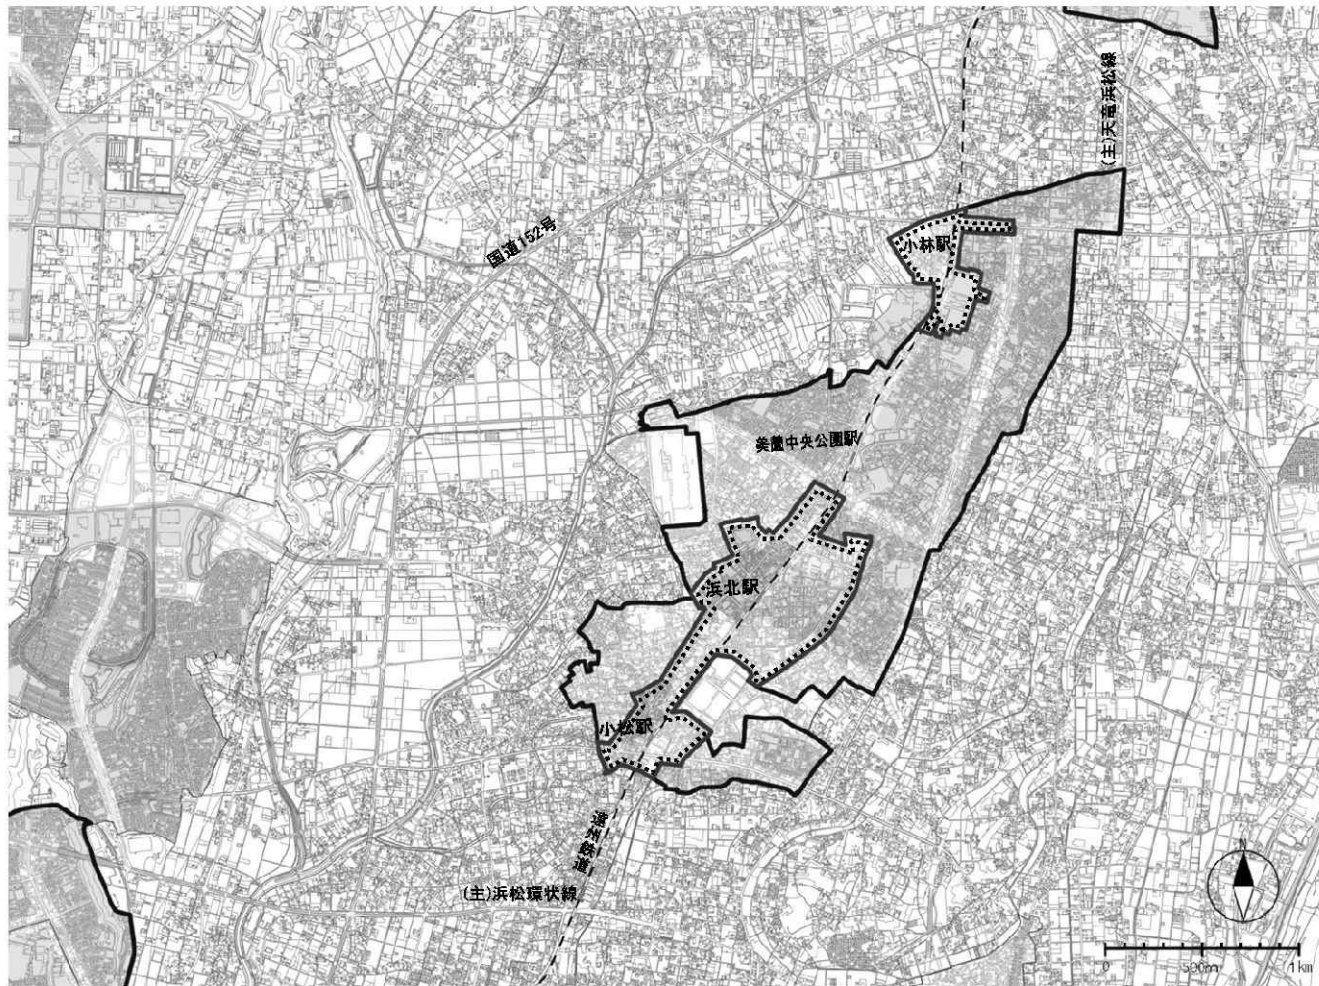 (主)天竜浜松線
国道152号
小林駅
美薗中央公園駅
浜北駅
小松駅
遠州鉄道
(主)浜松環状線
N
0 500m 1km